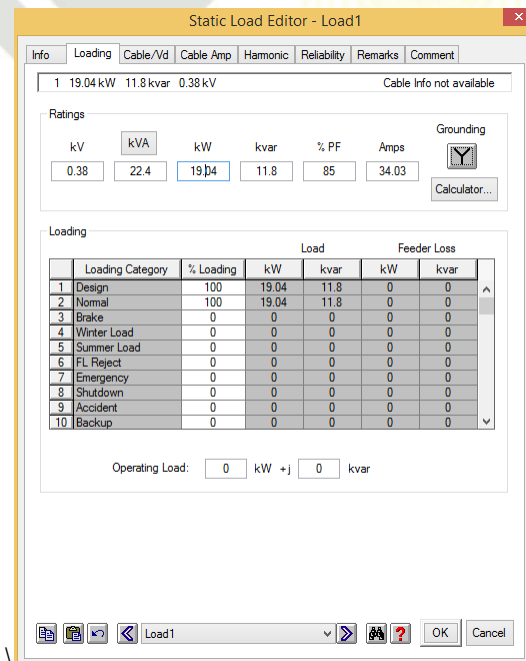 Static Load Editor - Load1
Info Loading Cable/Vd Cable Amp Harmonic Reliability Remarks Comment
1 19.04 kW 11.8 kvar 0.38 kV Cable Info not available
Ratings
Grounding
kV kVA kW kvar % PF Amps
0.38 22.4 19.04 11.8 85 34.03
Calculator...
Loading
Load Feeder Loss
Loading Category % Loading kW kvar kW kvar
1 Design 100 19.04 11.8 0 0
2 Normal 100 19.04 11.8 0 0
3 Brake 0 0 0 0 0
4 Winter Load 0 0 0 0 0
5 Summer Load 0 0 0 0 0
6 FL Reject 0 0 0 0 0
7 Emergency 0 0 0 0 0
8 Shutdown 0 0 0 0 0
9 Accident 0 0 0 0 0
10 Backup 0 0 0 0 0
Operating Load: 0 kW +j 0 kvar
Load1 ? OK Cancel
\